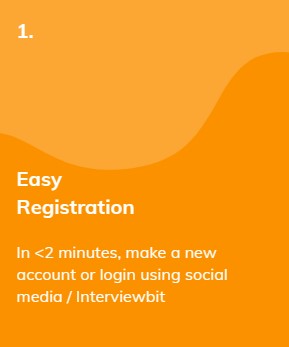 1.
Easy
Registration
In <2 minutes, make a new
account or login using social
media / Interviewbit